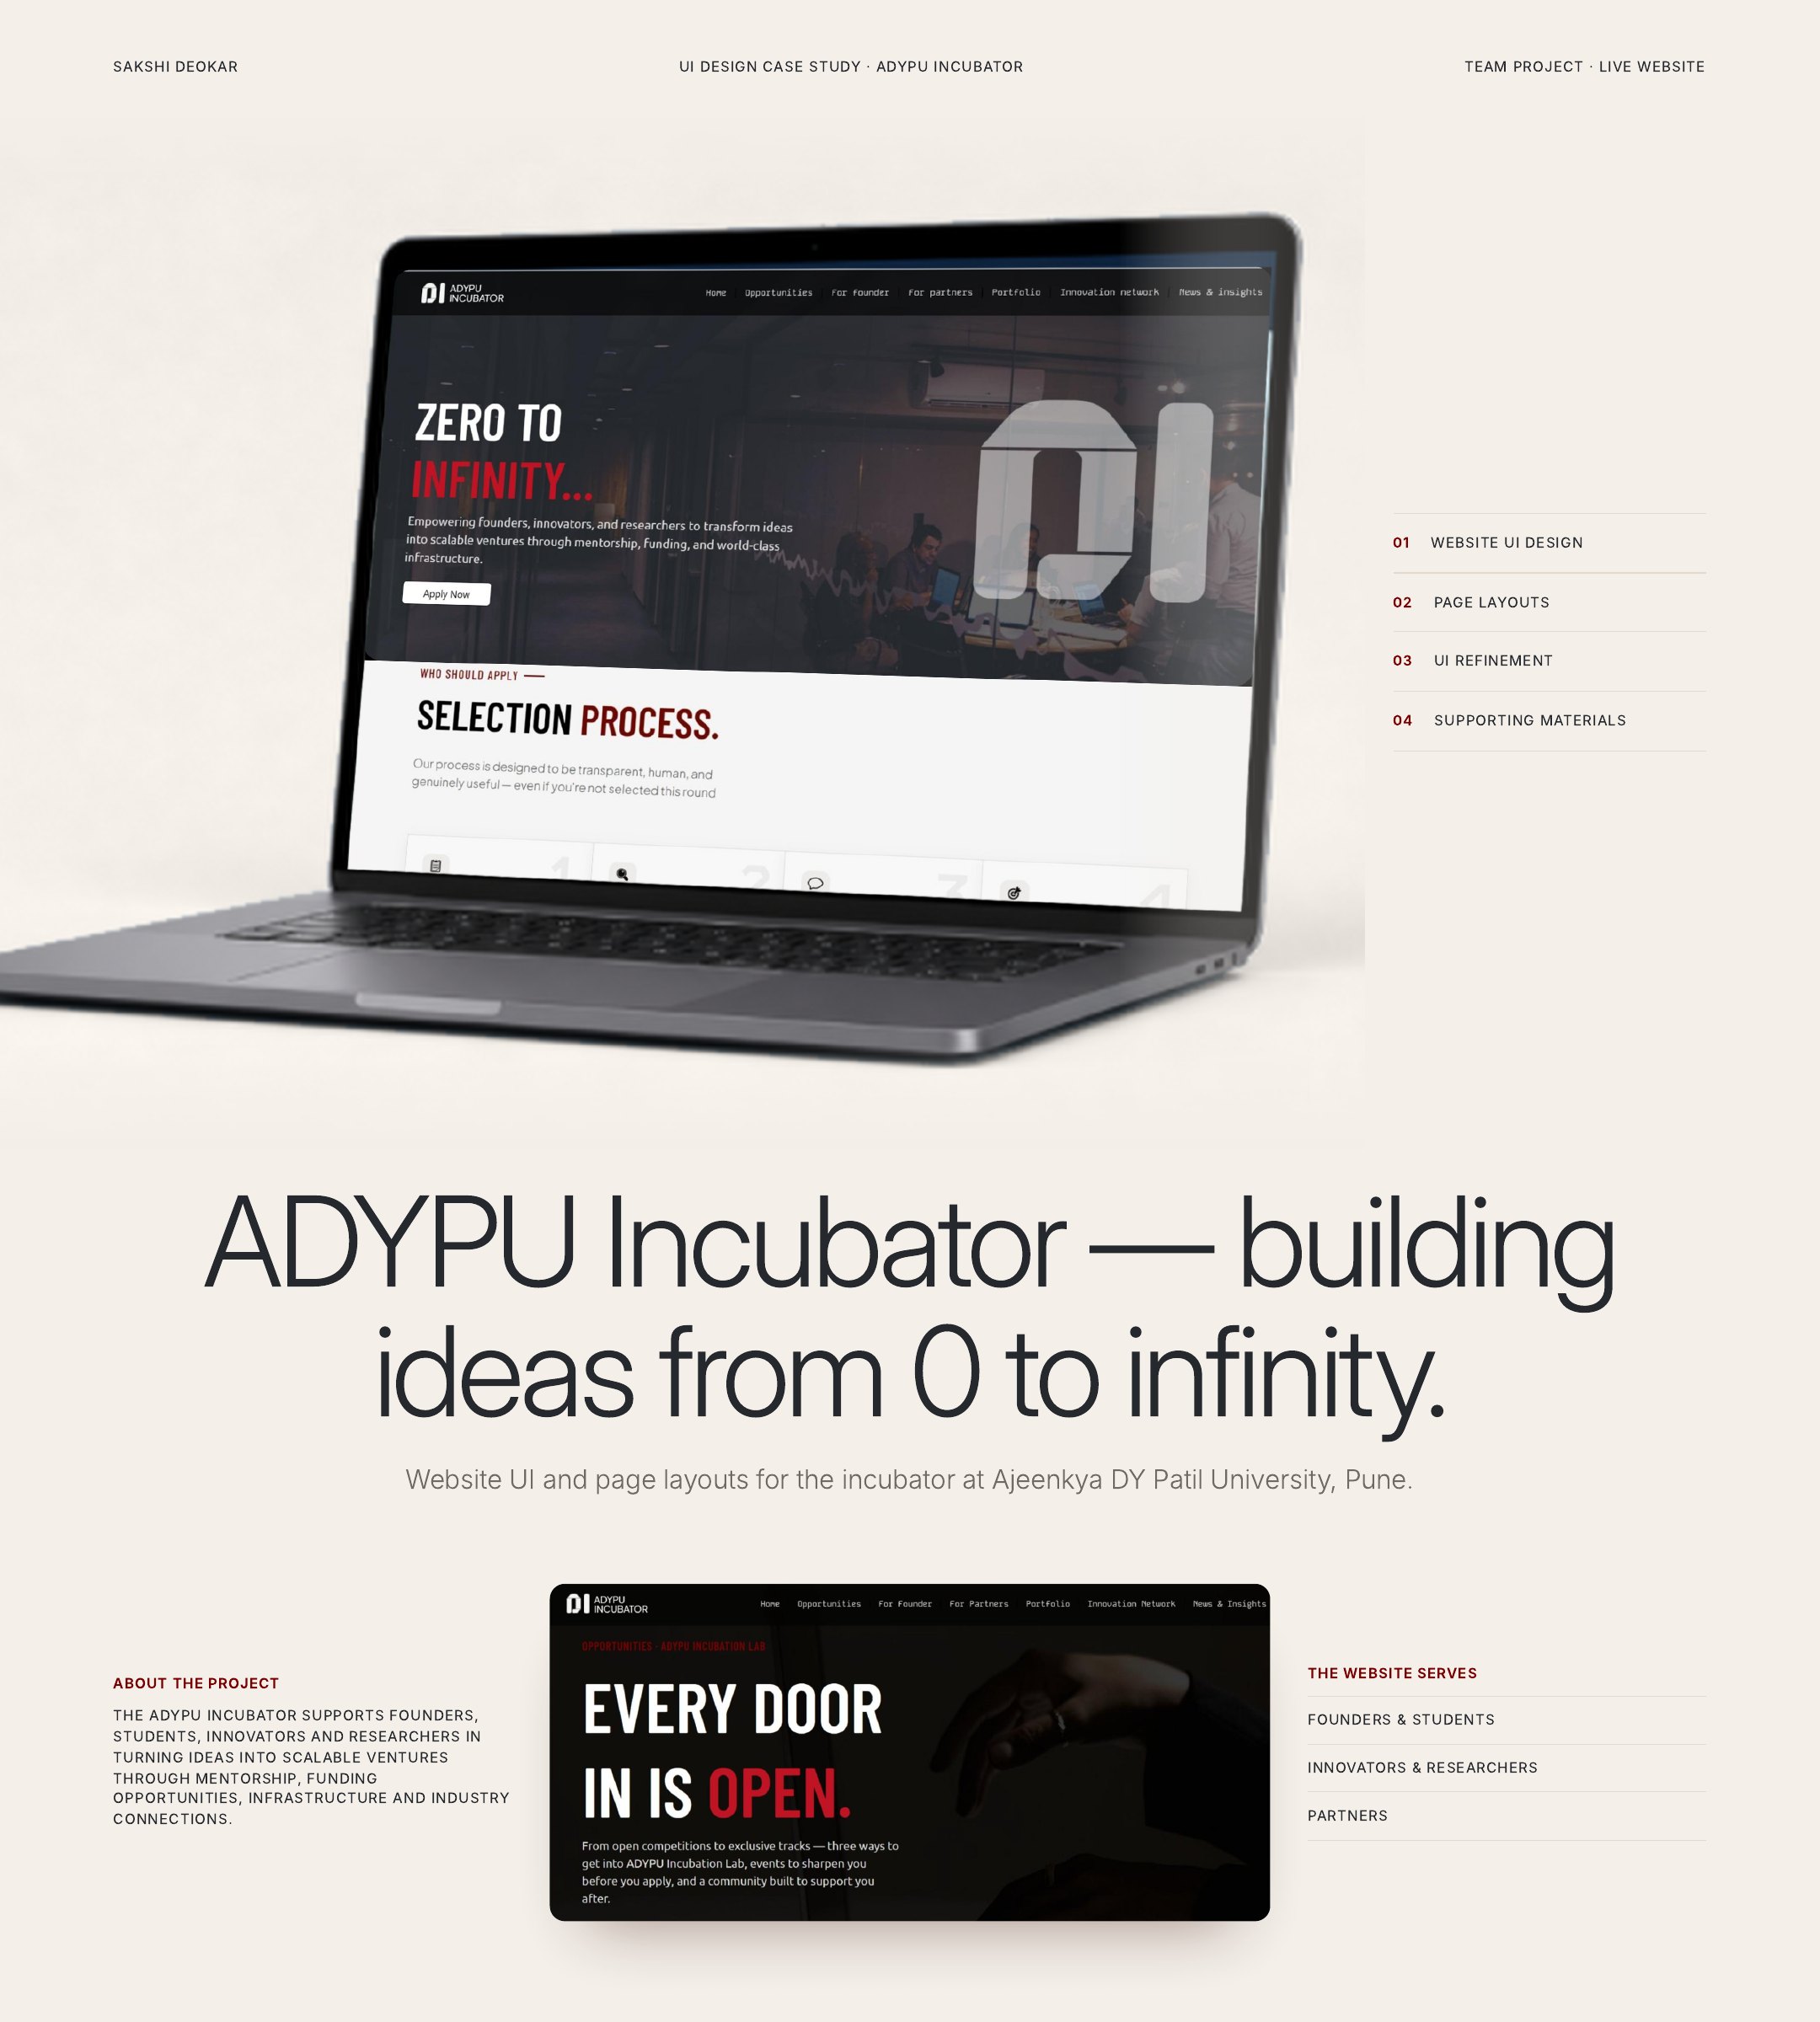 SAKSHI DEOKAR
UI DESIGN CASE STUDY · ADYPU INCUBATOR
TEAM PROJECT · LIVE WEBSITE
ADYPU
INCUBATOR
Home
Opportunities
For Founder
For partners
Portfolio
Innovation network
News & insights
ZERO TO
INFINITY...
Empowering founders, innovators, and researchers to transform ideas
into scalable ventures through mentorship, funding, and world-class
infrastructure.
Apply Now
WHO SHOULD APPLY
SELECTION PROCESS.
Our process is designed to be transparent, human, and
genuinely useful — even if you're not selected this round
1
2
3
4
01 WEBSITE UI DESIGN
02 PAGE LAYOUTS
03 UI REFINEMENT
04 SUPPORTING MATERIALS
ADYPU Incubator — building
ideas from 0 to infinity.
Website UI and page layouts for the incubator at Ajeenkya DY Patil University, Pune.
ABOUT THE PROJECT
THE ADYPU INCUBATOR SUPPORTS FOUNDERS,
STUDENTS, INNOVATORS AND RESEARCHERS IN
TURNING IDEAS INTO SCALABLE VENTURES
THROUGH MENTORSHIP, FUNDING
OPPORTUNITIES, INFRASTRUCTURE AND INDUSTRY
CONNECTIONS.
ADYPU
INCUBATOR
Home
Opportunities
For Founder
For Partners
Portfolio
Innovation Network
News & Insights
OPPORTUNITIES · ADYPU INCUBATION LAB
EVERY DOOR
IN IS OPEN.
From open competitions to exclusive tracks — three ways to
get into ADYPU Incubation Lab, events to sharpen you
before you apply, and a community built to support you
after.
THE WEBSITE SERVES
FOUNDERS & STUDENTS
INNOVATORS & RESEARCHERS
PARTNERS